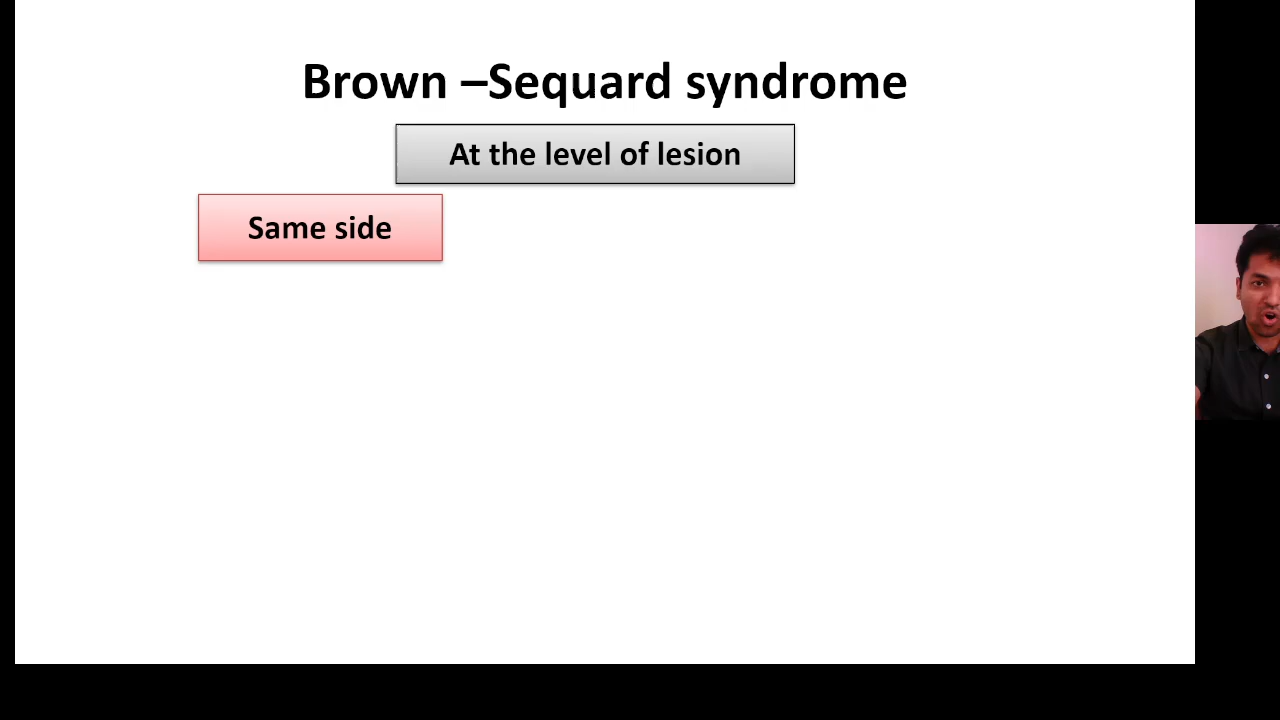 Brown –Sequard syndrome
At the level of lesion
Same side